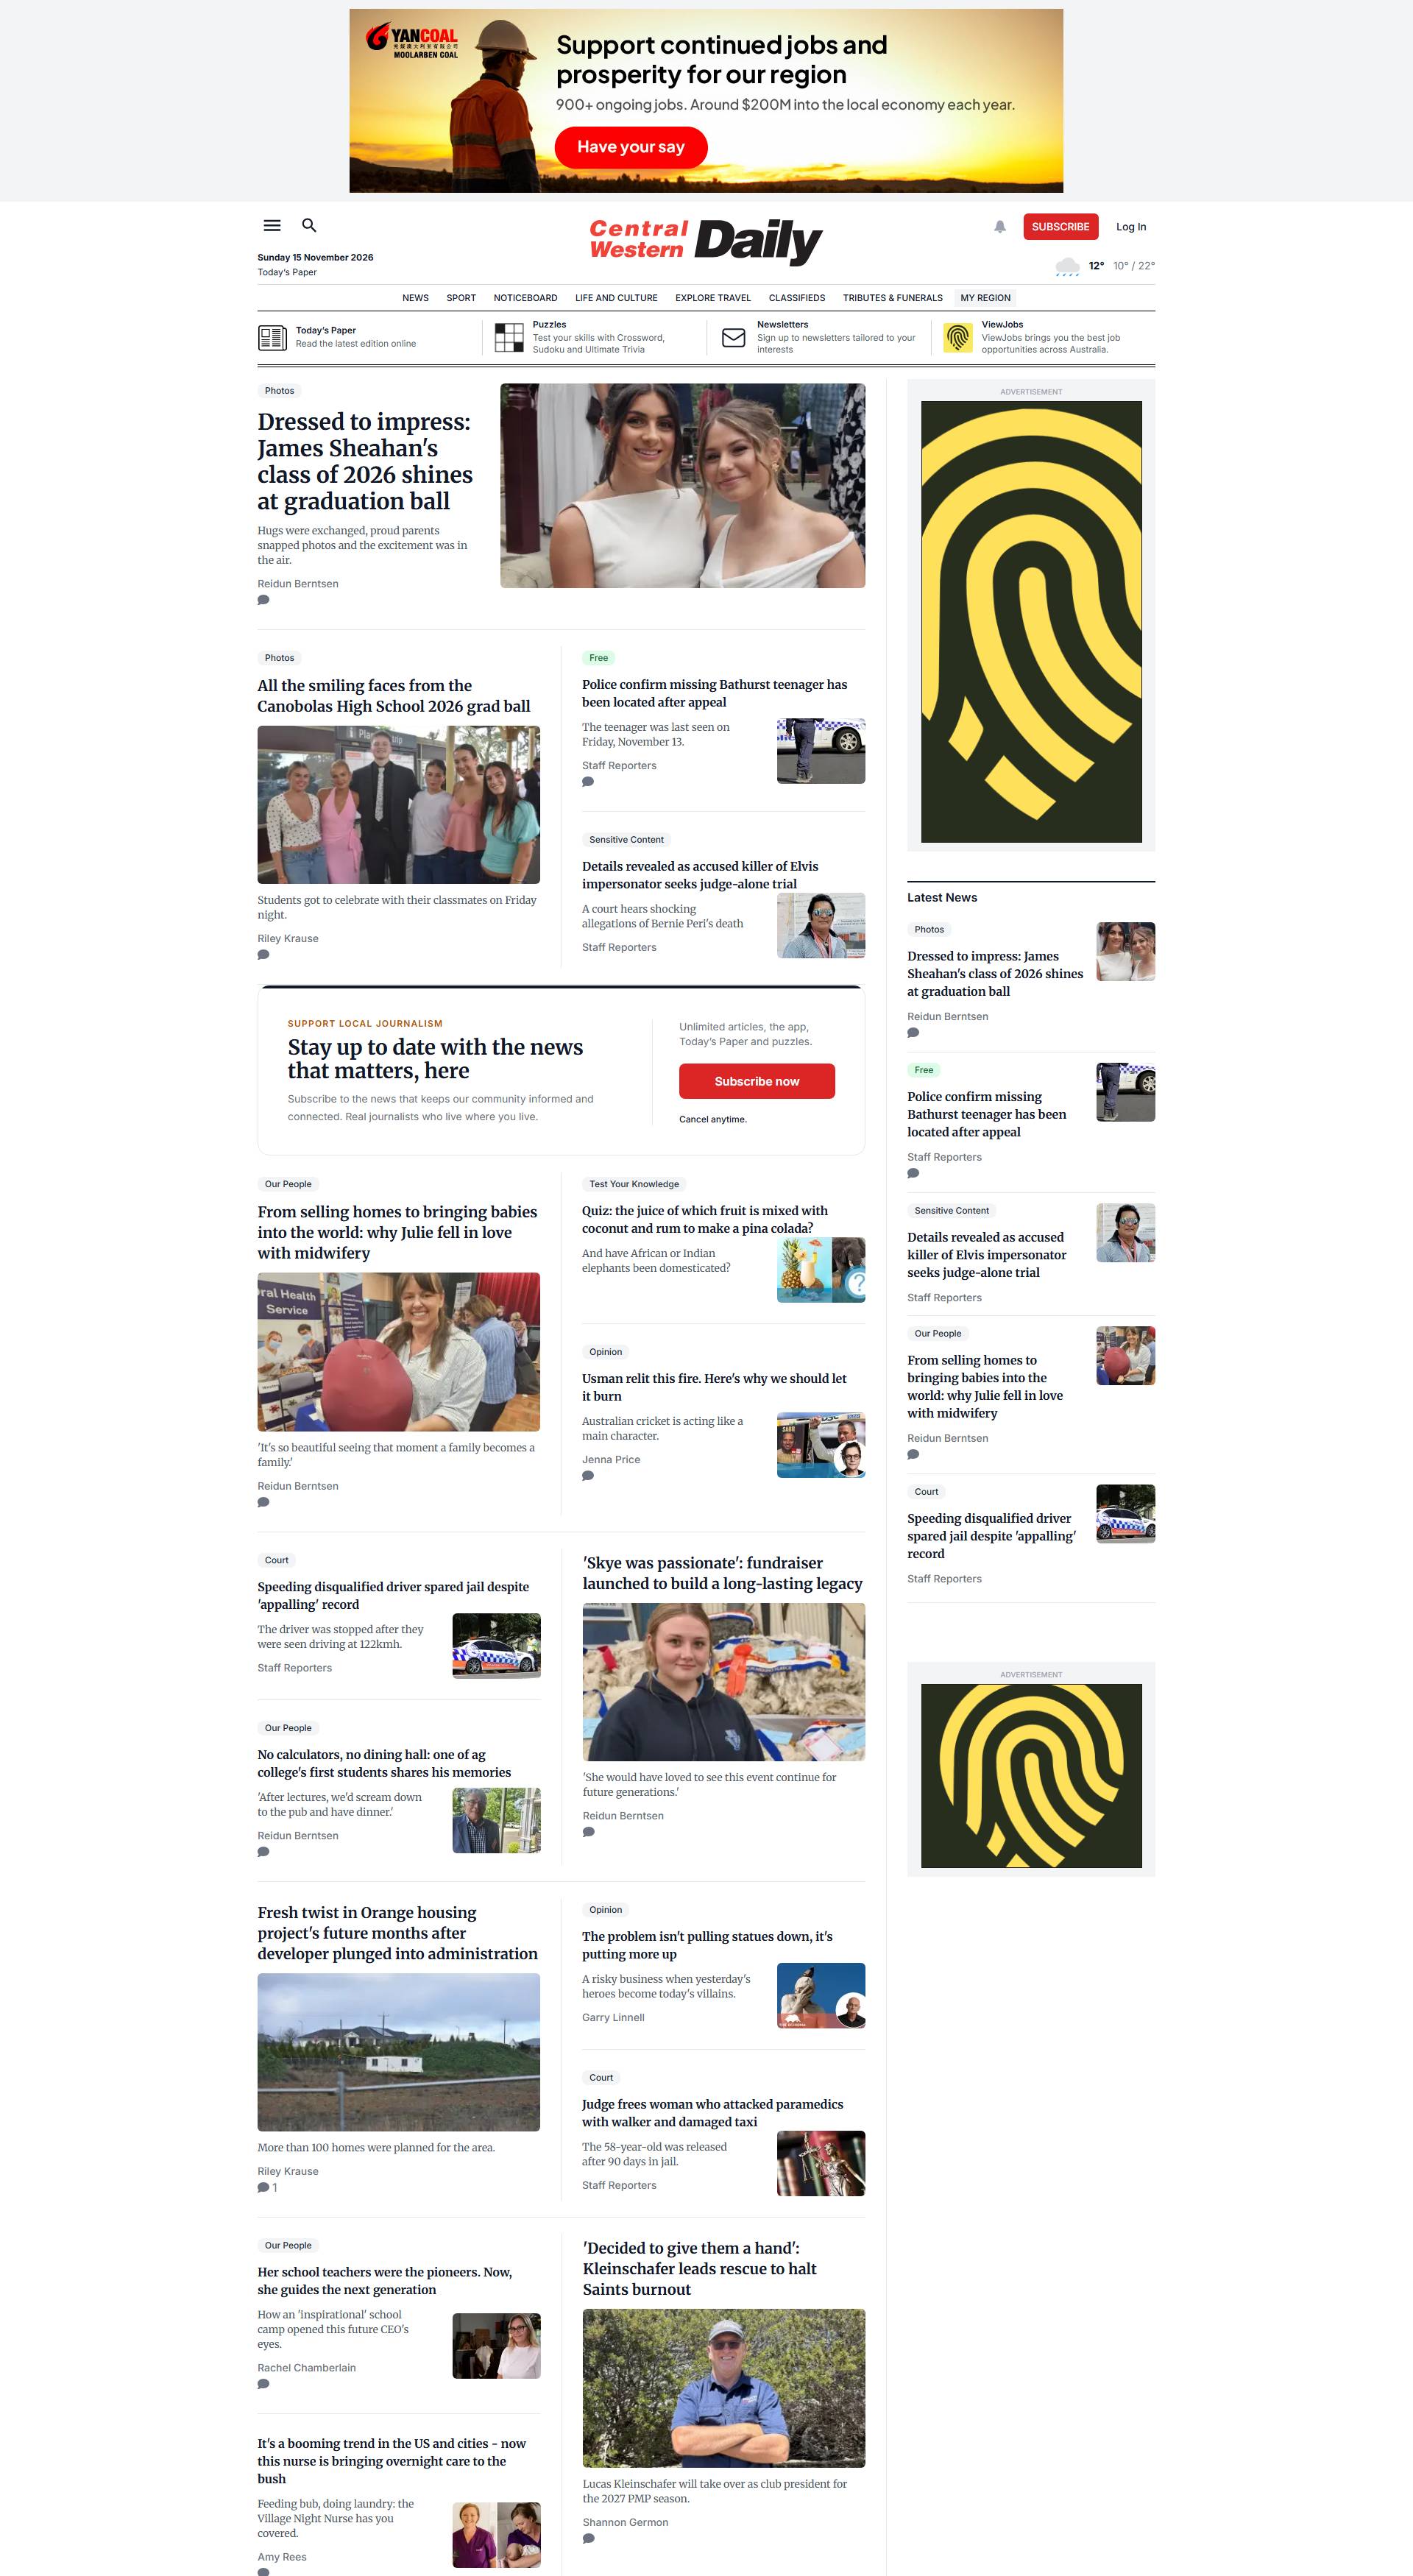 YANCOAL
MOOLARBEN COAL
Support continued jobs and
prosperity for our region
900+ ongoing jobs. Around $200M into the local economy each year.
Have your say
Central
Western
Daily
SUBSCRIBE
Log In
Sunday 15 November 2026
Today's Paper
12° 10° / 22°
NEWS SPORT NOTICEBOARD LIFE AND CULTURE EXPLORE TRAVEL CLASSIFIEDS TRIBUTES & FUNERALS MY REGION
Today's Paper
Read the latest edition online
Puzzles
Test your skills with Crossword,
Sudoku and Ultimate Trivia
Newsletters
Sign up to newsletters tailored to your
interests
ViewJobs
ViewJobs brings you the best job
opportunities across Australia.
Photos
Dressed to impress:
James Sheahan's
class of 2026 shines
at graduation ball
Hugs were exchanged, proud parents
snapped photos and the excitement was in
the air.
Reidun Berntsen
Photos
All the smiling faces from the
Canobolas High School 2026 grad ball
Students got to celebrate with their classmates on Friday
night.
Riley Krause
Free
Police confirm missing Bathurst teenager has
been located after appeal
The teenager was last seen on
Friday, November 13.
Staff Reporters
Sensitive Content
Details revealed as accused killer of Elvis
impersonator seeks judge-alone trial
A court hears shocking
allegations of Bernie Peri's death
Staff Reporters
SUPPORT LOCAL JOURNALISM
Stay up to date with the news
that matters, here
Subscribe to the news that keeps our community informed and
connected. Real journalists who live where you live.
Unlimited articles, the app,
Today's Paper and puzzles.
Subscribe now
Cancel anytime.
Our People
From selling homes to bringing babies
into the world: why Julie fell in love
with midwifery
oral Health
Service
'It's so beautiful seeing that moment a family becomes a
family.'
Reidun Berntsen
Test Your Knowledge
Quiz: the juice of which fruit is mixed with
coconut and rum to make a pina colada?
And have African or Indian
elephants been domesticated?
?
Opinion
Usman relit this fire. Here's why we should let
it burn
Australian cricket is acting like a
main character.
Jenna Price
Court
Speeding disqualified driver spared jail despite
'appalling' record
The driver was stopped after they
were seen driving at 122kmh.
Staff Reporters
Our People
No calculators, no dining hall: one of ag
college's first students shares his memories
'After lectures, we'd scream down
to the pub and have dinner.'
Reidun Berntsen
'Skye was passionate': fundraiser
launched to build a long-lasting legacy
'She would have loved to see this event continue for
future generations.'
Reidun Berntsen
Fresh twist in Orange housing
project's future months after
developer plunged into administration
More than 100 homes were planned for the area.
Riley Krause
1
Opinion
The problem isn't pulling statues down, it's
putting more up
A risky business when yesterday's
heroes become today's villains.
Garry Linnell
Court
Judge frees woman who attacked paramedics
with walker and damaged taxi
The 58-year-old was released
after 90 days in jail.
Staff Reporters
Our People
Her school teachers were the pioneers. Now,
she guides the next generation
How an 'inspirational' school
camp opened this future CEO's
eyes.
Rachel Chamberlain
It's a booming trend in the US and cities - now
this nurse is bringing overnight care to the
bush
Feeding bub, doing laundry: the
Village Night Nurse has you
covered.
Amy Rees
'Decided to give them a hand':
Kleinschafer leads rescue to halt
Saints burnout
Lucas Kleinschafer will take over as club president for
the 2027 PMP season.
Shannon Germon
ADVERTISEMENT
Latest News
Photos
Dressed to impress: James
Sheahan's class of 2026 shines
at graduation ball
Reidun Berntsen
Free
Police confirm missing
Bathurst teenager has been
located after appeal
Staff Reporters
Sensitive Content
Details revealed as accused
killer of Elvis impersonator
seeks judge-alone trial
Staff Reporters
Our People
From selling homes to
bringing babies into the
world: why Julie fell in love
with midwifery
Reidun Berntsen
Court
Speeding disqualified driver
spared jail despite 'appalling'
record
Staff Reporters
ADVERTISEMENT